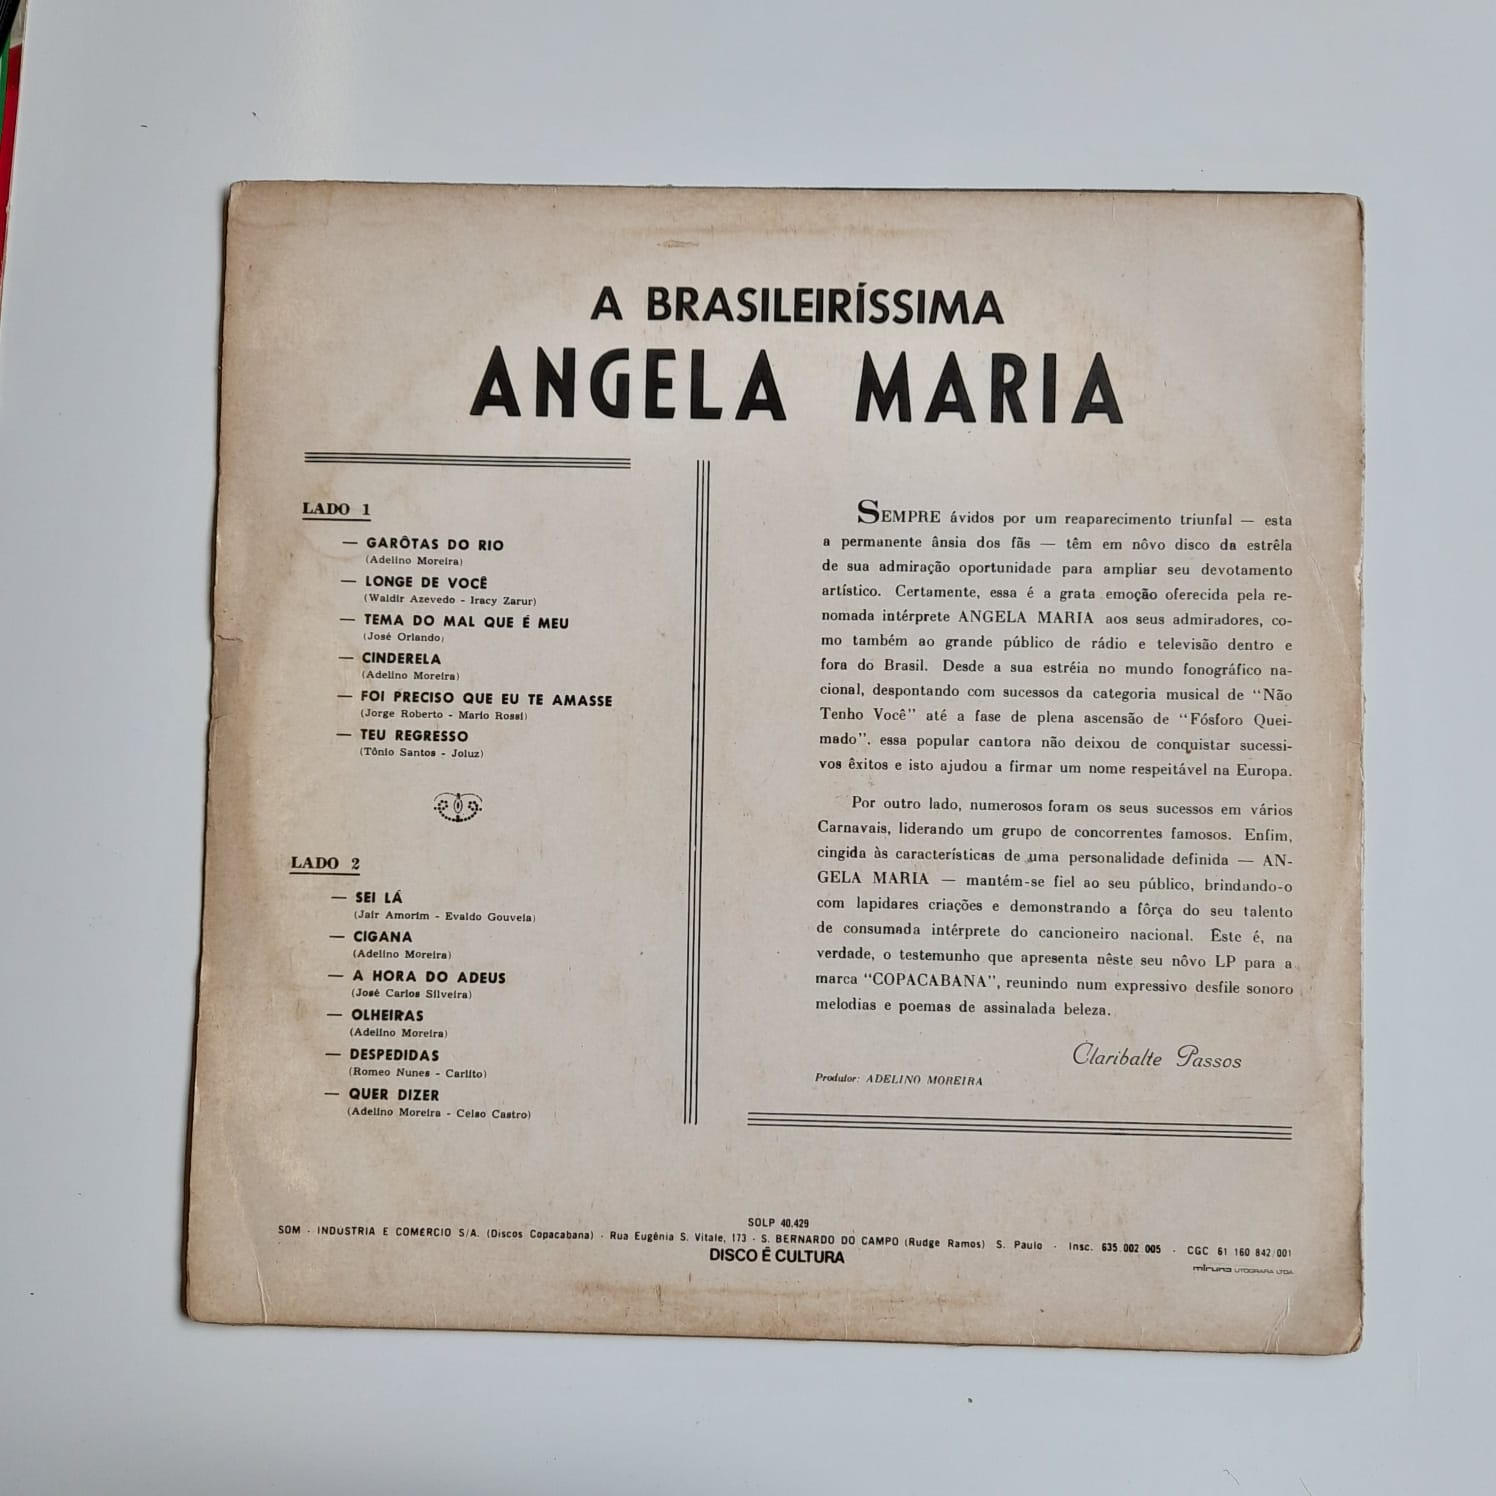 A BRASILEIRÍSSIMA
ANGELA MARIA
LADO 1
— GARÔTAS DO RIO
(Adelino Moreira)
— LONGE DE VOCÊ
(Waldir Azevedo - Iracy Zarur)
— TEMA DO MAL QUE É MEU
(José Orlando)
— CINDERELA
(Adelino Moreira)
— FOI PRECISO QUE EU TE AMASSE
(Jorge Roberto - Mario Rossi)
— TEU REGRESSO
(Tônio Santos - Joluz)
LADO 2
— SEI LÁ
(Jair Amorim - Evaldo Gouveia)
— CIGANA
(Adelino Moreira)
— A HORA DO ADEUS
(José Carlos Silveira)
— OLHEIRAS
(Adelino Moreira)
— DESPEDIDAS
(Romeo Nunes - Carlito)
— QUER DIZER
(Adelino Moreira - Celso Castro)
SEMPRE ávidos por um reaparecimento triunfal — esta
a permanente ânsia dos fãs — têm em nôvo disco da estrêla
de sua admiração oportunidade para ampliar seu devotamento
artístico. Certamente, essa é a grata emoção oferecida pela re-
nomada intérprete ANGELA MARIA aos seus admiradores, co-
mo também ao grande público de rádio e televisão dentro e
fora do Brasil. Desde a sua estréia no mundo fonográfico na-
cional, despontando com sucessos da categoria musical de "Não
Tenho Você" até a fase de plena ascensão de "Fósforo Quei-
mado", essa popular cantora não deixou de conquistar sucessi-
vos êxitos e isto ajudou a firmar um nome respeitável na Europa.
Por outro lado, numerosos foram os seus sucessos em vários
Carnavais, liderando um grupo de concorrentes famosos. Enfim,
cingida às características de uma personalidade definida — AN-
GELA MARIA — mantém-se fiel ao seu público, brindando-o
com lapidares criações e demonstrando a fôrça do seu talento
de consumada intérprete do cancioneiro nacional. Êste é, na
verdade, o testemunho que apresenta nêste seu nôvo LP para a
marca "COPACABANA", reunindo num expressivo desfile sonoro
melodias e poemas de assinalada beleza.
Claribalte Passos
Produtor: ADELINO MOREIRA
SOLP 40.429
SOM - INDUSTRIA E COMERCIO S/A. (Discos Copacabana) - Rua Eugênia S. Vitale, 173 - S. BERNARDO DO CAMPO (Rudge Ramos) S. Paulo - Insc. 635 002 005 - CGC 61 160 842/001
DISCO É CULTURA
miruna LTDA.